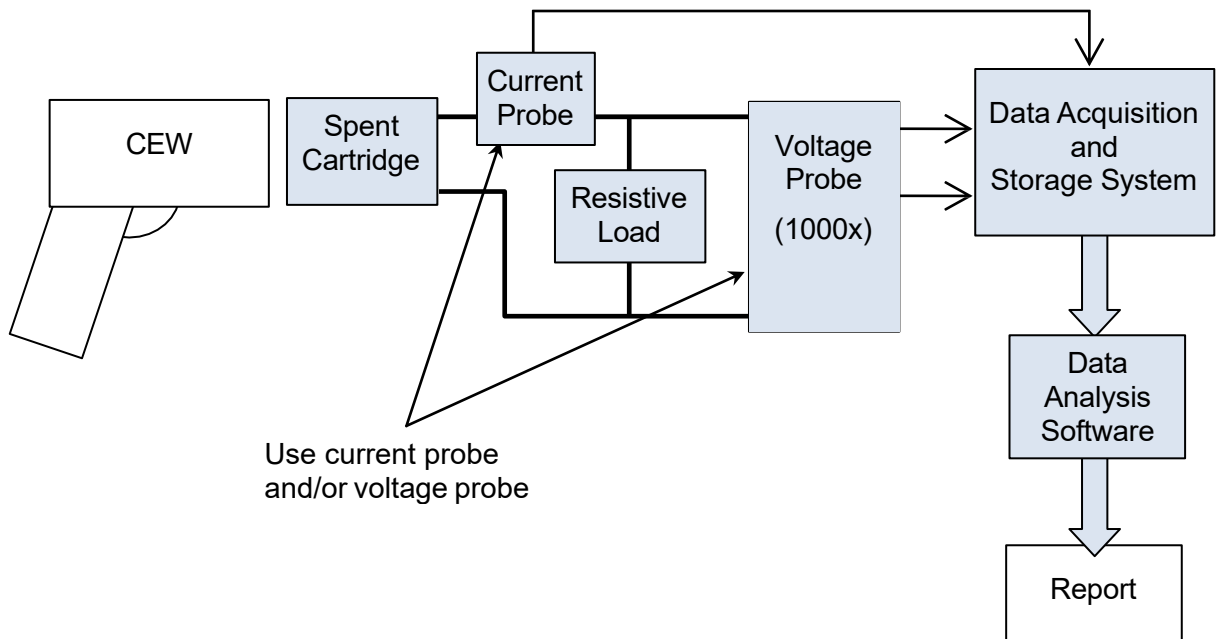 CEW
Spent
Cartridge
Current
Probe
Resistive
Load
Voltage
Probe
(1000x)
Data Acquisition
and
Storage System
Use current probe
and/or voltage probe
Data
Analysis
Software
Report